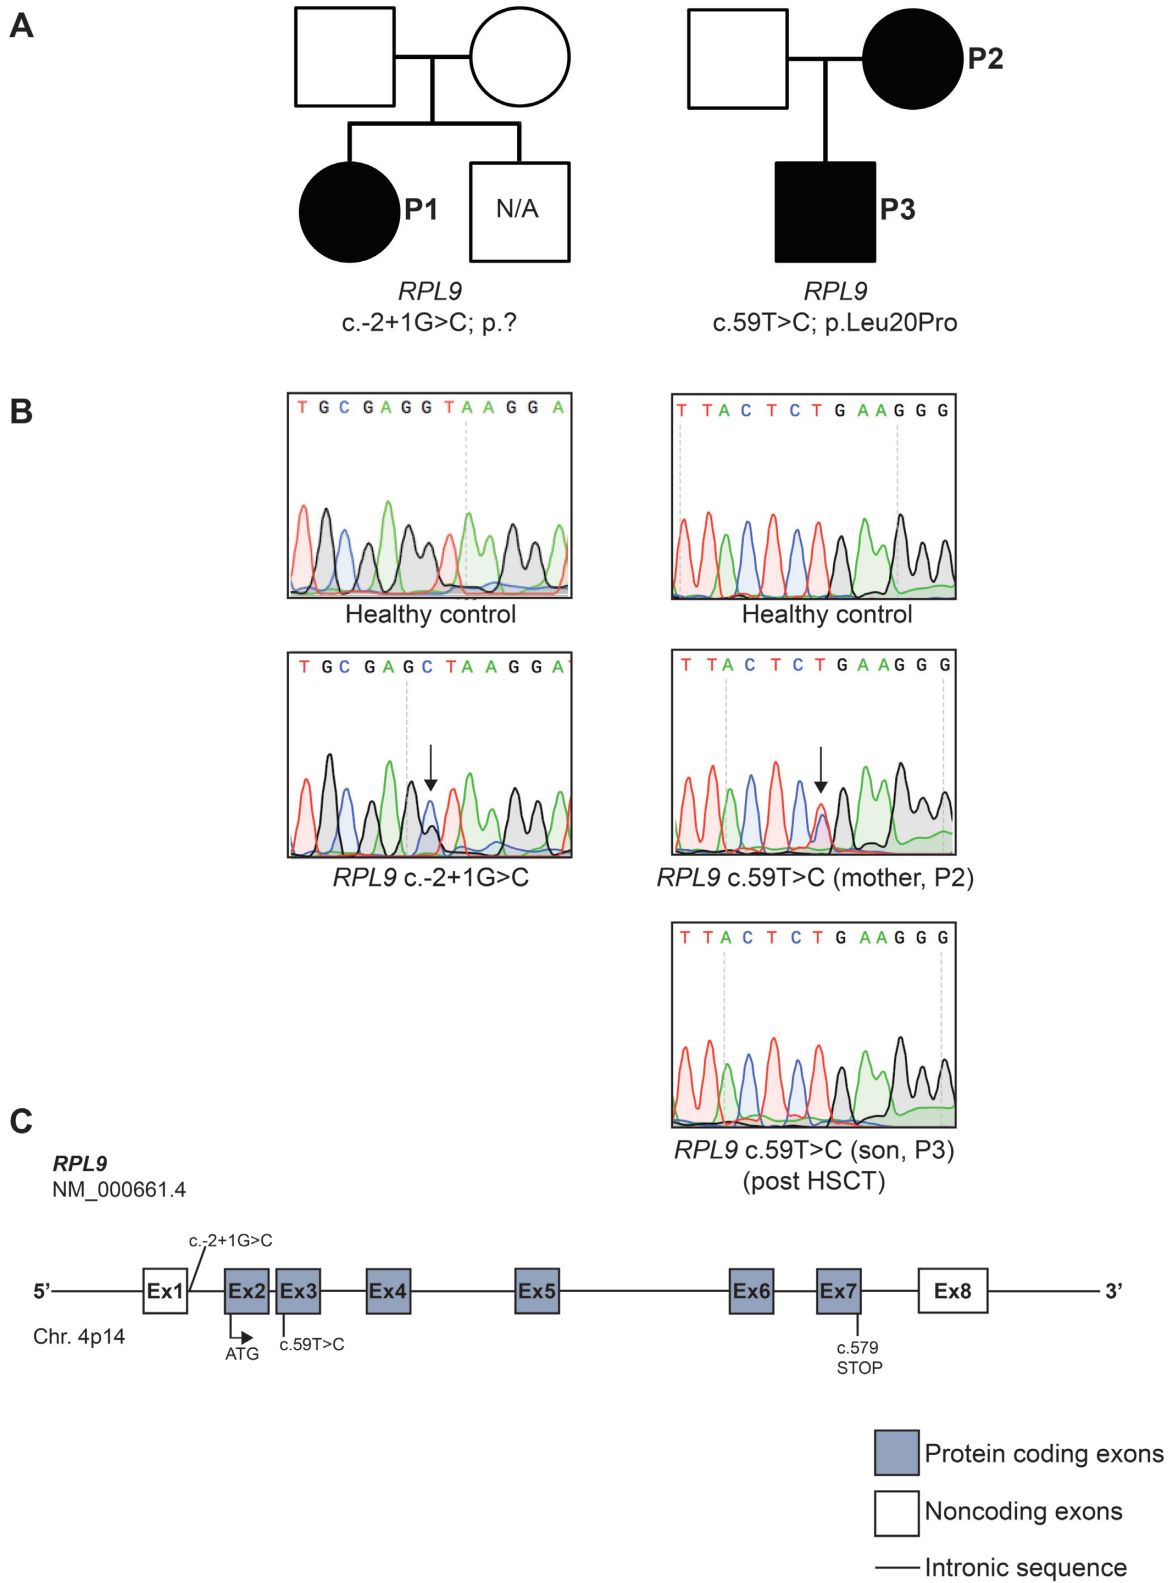 A
P2
P1
N/A
P3
RPL9
c.-2+1G>C; p.?
RPL9
c.59T>C; p.Leu20Pro
B
T G C G A G G T A A G G A
Healthy control
T T A C T C T G A A G G G
Healthy control
T G C G A G C T A A G G A T
RPL9 c.-2+1G>C
T T A C T C T G A A G G G
RPL9 c.59T>C (mother, P2)
T T A C T C T G A A G G G
RPL9 c.59T>C (son, P3)
(post HSCT)
C
RPL9
NM_000661.4
c.-2+1G>C
5’
Ex1
Ex2
Ex3
Ex4
Ex5
Ex6
Ex7
Ex8
3’
Chr. 4p14
ATG
c.59T>C
c.579
STOP
Protein coding exons
Noncoding exons
Intronic sequence